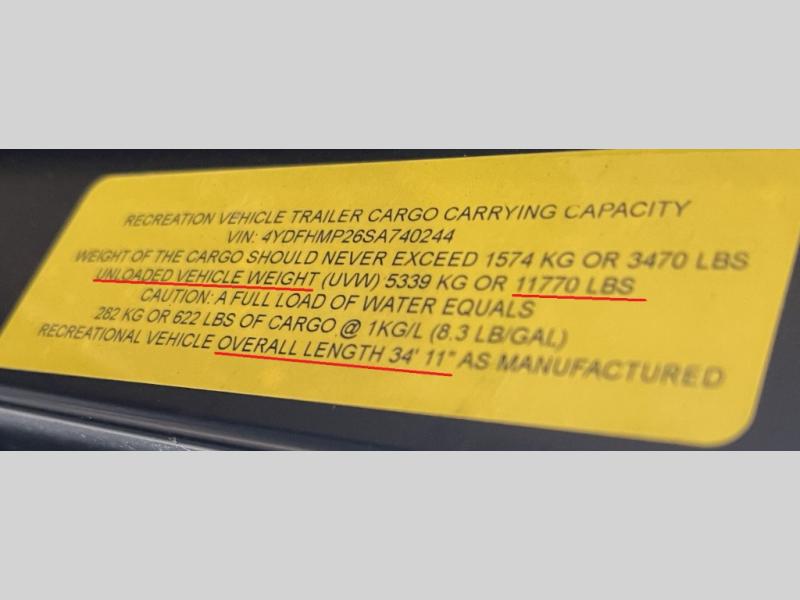 RECREATION VEHICLE TRAILER CARGO CARRYING CAPACITY
VIN: 4YDFHMP26SA740244
WEIGHT OF THE CARGO SHOULD NEVER EXCEED 1574 KG OR 3470 LBS
UNLOADED VEHICLE WEIGHT (UVW) 5339 KG OR 11770 LBS
CAUTION: A FULL LOAD OF WATER EQUALS
282 KG OR 622 LBS OF CARGO @ 1KG/L (8.3 LB/GAL)
RECREATIONAL VEHICLE OVERALL LENGTH 34' 11" AS MANUFACTURED